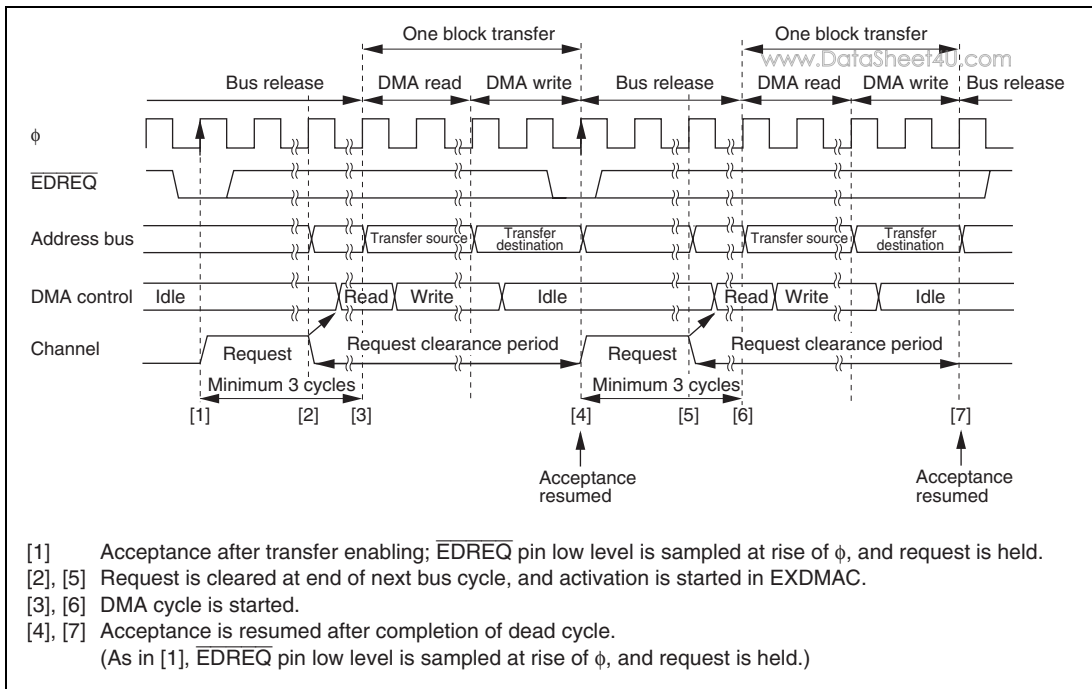 One block transfer One block transfer
www.DataSheet4U.com
Bus release DMA read DMA write Bus release DMA read DMA write Bus release
φ
EDREQ
Address bus Transfer source Transfer destination Transfer source Transfer destination
DMA control Idle Read Write Idle Read Write Idle
Channel Request Request clearance period Request Request clearance period
Minimum 3 cycles Minimum 3 cycles
[1] [2] [3] [4] [5] [6] [7]
Acceptance resumed Acceptance resumed
[1] Acceptance after transfer enabling; EDREQ pin low level is sampled at rise of φ, and request is held.
[2], [5] Request is cleared at end of next bus cycle, and activation is started in EXDMAC.
[3], [6] DMA cycle is started.
[4], [7] Acceptance is resumed after completion of dead cycle.
(As in [1], EDREQ pin low level is sampled at rise of φ, and request is held.)